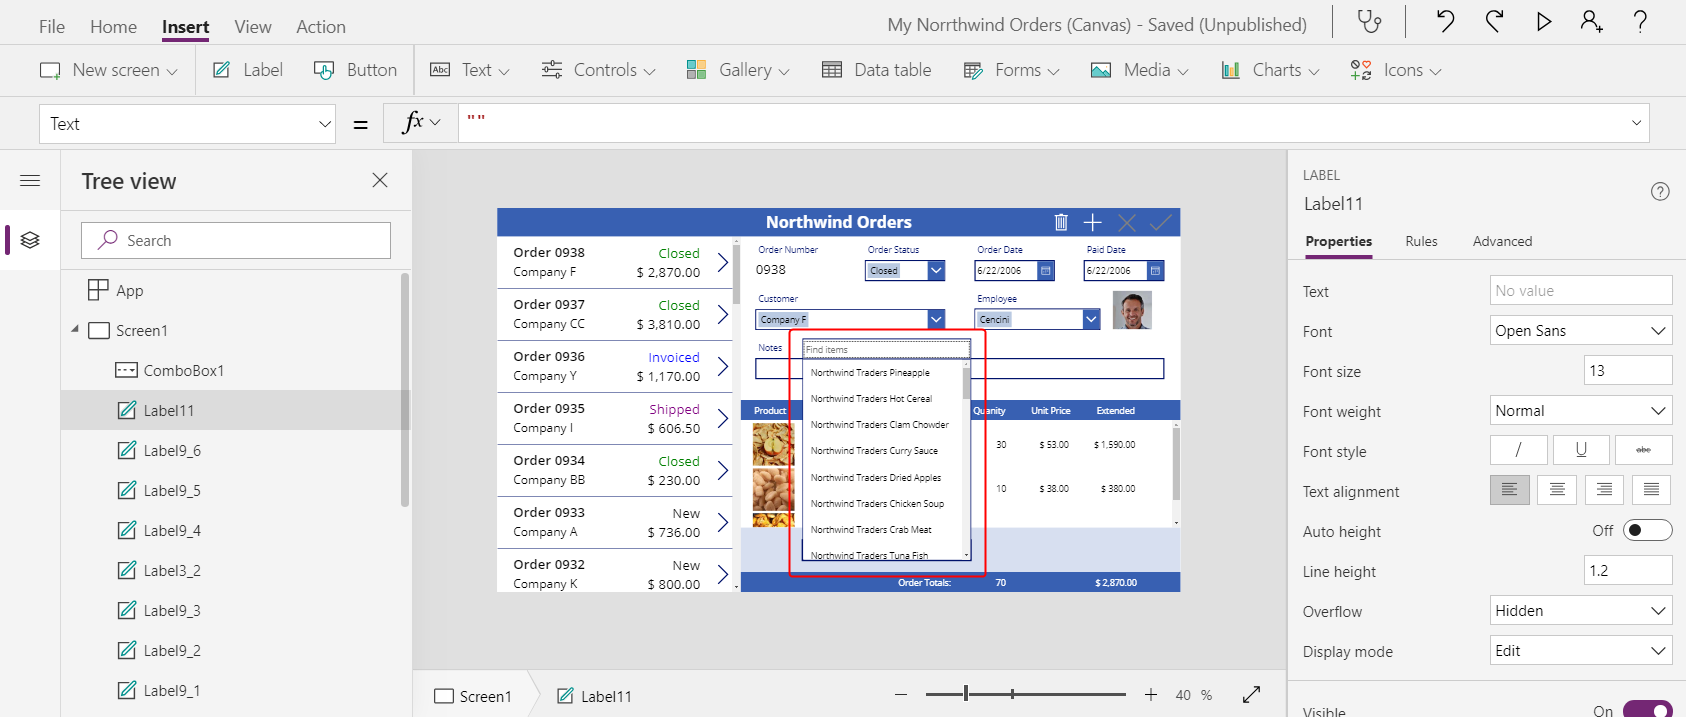 File Home Insert View Action
My Norrthwind Orders (Canvas) - Saved (Unpublished)
New screen Label Button Text Controls Gallery Data table Forms Media Charts Icons
Text = fx ""
Tree view
Search
App
Screen1
ComboBox1
Label11
Label9_6
Label9_5
Label9_4
Label3_2
Label9_3
Label9_2
Label9_1
Northwind Orders
Order 0938 Closed
Company F $ 2,870.00
Order 0937 Closed
Company CC $ 3,810.00
Order 0936 Invoiced
Company Y $ 1,170.00
Order 0935 Shipped
Company I $ 606.50
Order 0934 Closed
Company BB $ 230.00
Order 0933 New
Company A $ 736.00
Order 0932 New
Company K $ 800.00
Order Number Order Status Order Date Paid Date
0938 Closed 6/22/2006 6/22/2006
Customer Employee
Company F Cencini
Notes
Find items
Northwind Traders Pineapple
Northwind Traders Hot Cereal
Northwind Traders Clam Chowder
Northwind Traders Curry Sauce
Northwind Traders Dried Apples
Northwind Traders Chicken Soup
Northwind Traders Crab Meat
Northwind Traders Tuna Fish
Product Quanity Unit Price Extended
30 $ 53.00 $ 1,590.00
10 $ 38.00 $ 380.00
Order Totals: 70 $ 2,870.00
Screen1 Label11
40 %
LABEL
Label11
Properties Rules Advanced
Text No value
Font Open Sans
Font size 13
Font weight Normal
Font style / U abc
Text alignment
Auto height Off
Line height 1.2
Overflow Hidden
Display mode Edit
Visible On